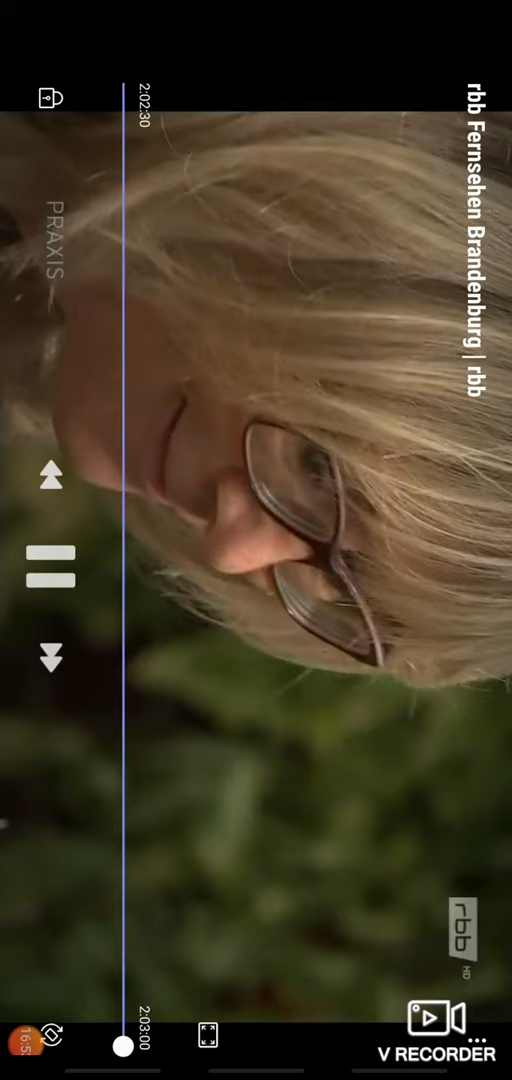 rbb Fernsehen Brandenburg | rbb
rbb HD
PRAXIS
2:02:30
2:03:00
V RECORDER